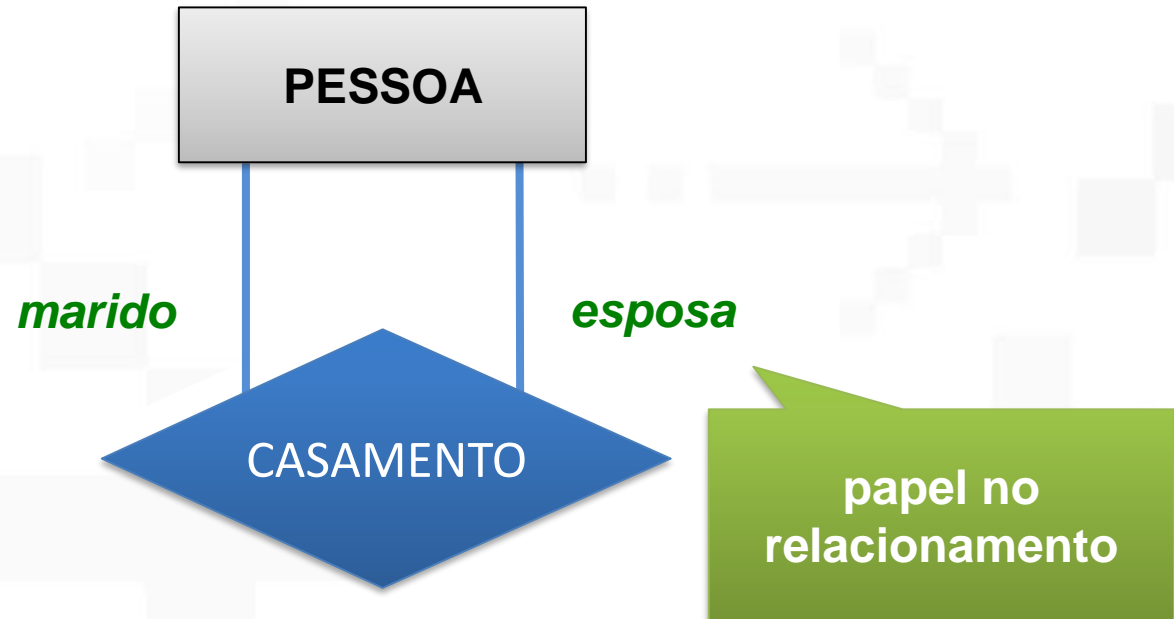 PESSOA
marido
esposa
CASAMENTO
papel no
relacionamento